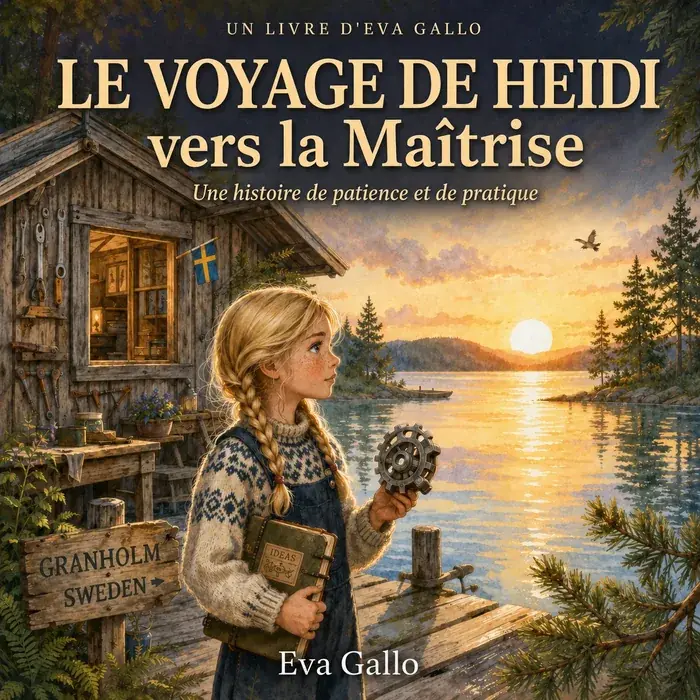 UN LIVRE D'EVA GALLO
LE VOYAGE DE HEIDI
vers la Maîtrise
Une histoire de patience et de pratique
GRANHOLM
SWEDEN
IDEAS
Eva Gallo